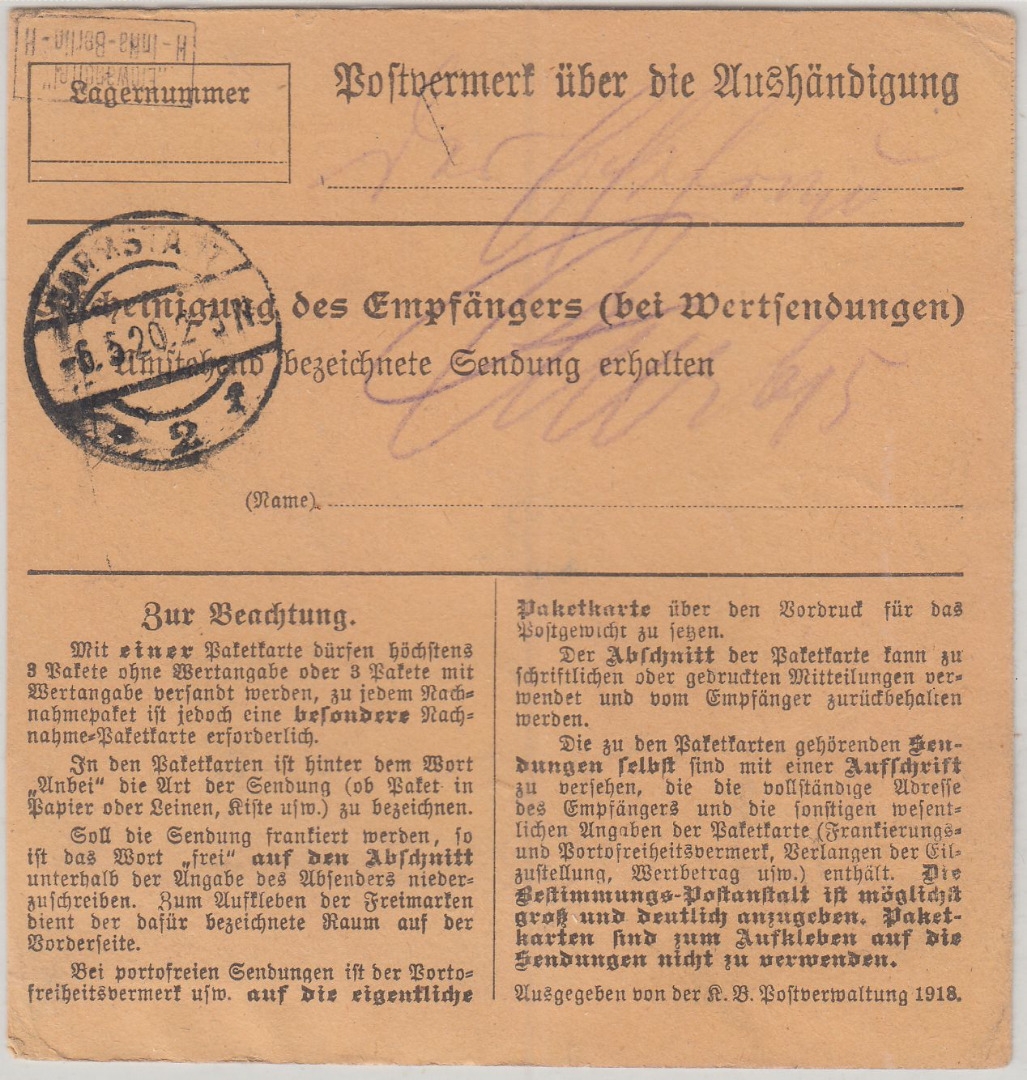 "Einwandfrei"
H - Infla-Berlin - H
Lagernummer
Postvermerk über die Aushändigung
DARMSTADT
-6.5.20.2-3N
* 2 f
des Empfängers (bei Wertsendungen)
Umstehend bezeichnete Sendung erhalten
(Name)
Zur Beachtung.
Mit einer Paketkarte dürfen höchstens
3 Pakete ohne Wertangabe oder 3 Pakete mit
Wertangabe versandt werden, zu jedem Nach-
nahmepaket ist jedoch eine besondere Nach-
nahme-Paketkarte erforderlich.
In den Paketkarten ist hinter dem Wort
„Anbei“ die Art der Sendung (ob Paket in
Papier oder Leinen, Kiste usw.) zu bezeichnen.
Soll die Sendung frankiert werden, so
ist das Wort „frei“ auf den Abschnitt
unterhalb der Angabe des Absenders nieder-
zuschreiben. Zum Aufkleben der Freimarken
dient der dafür bezeichnete Raum auf der
Vorderseite.
Bei portofreien Sendungen ist der Porto-
freiheitsvermerk usw. auf die eigentliche
Paketkarte über den Vordruck für das
Postgewicht zu setzen.
Der Abschnitt der Paketkarte kann zu
schriftlichen oder gedruckten Mitteilungen ver-
wendet und vom Empfänger zurückbehalten
werden.
Die zu den Paketkarten gehörenden Sen-
dungen selbst sind mit einer Aufschrift
zu versehen, die die vollständige Adresse
des Empfängers und die sonstigen wesent-
lichen Angaben der Paketkarte (Frankierungs-
und Portofreiheitsvermerk, Verlangen der Eil-
zustellung, Wertbetrag usw.) enthält. Die
Bestimmungs-Postanstalt ist möglichst
groß und deutlich anzugeben. Paket-
karten sind zum Aufkleben auf die
Sendungen nicht zu verwenden.
Ausgegeben von der K. B. Postverwaltung 1918.